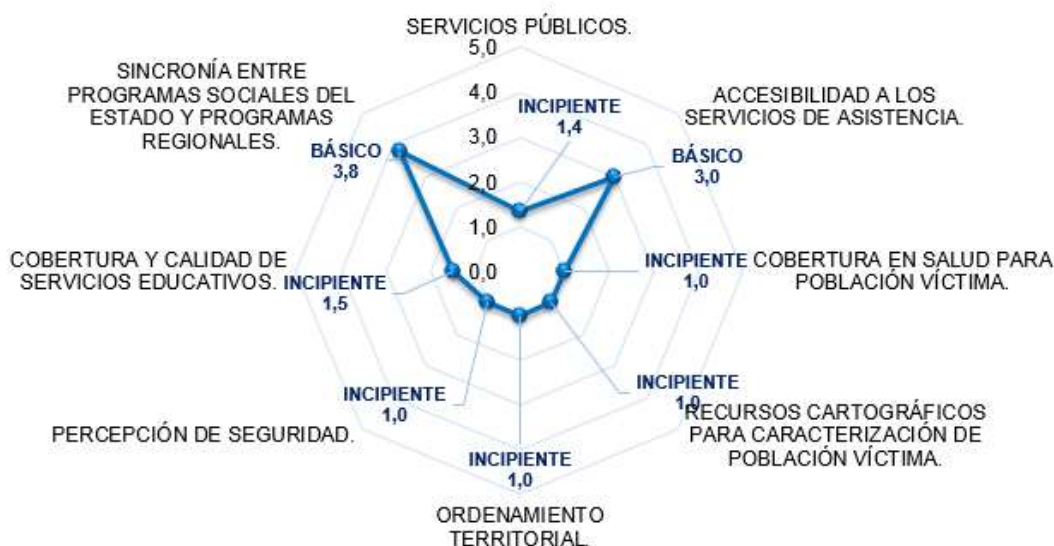 SERVICIOS PÚBLICOS.
5,0
4,0
3,0
2,0
1,0
0,0
INCIPIENTE
1,4
ACCESIBILIDAD A LOS
SERVICIOS DE ASISTENCIA.
BÁSICO
3,0
INCIPIENTE
1,0
COBERTURA EN SALUD PARA
POBLACIÓN VÍCTIMA.
INCIPIENTE
1,0
RECURSOS CARTOGRÁFICOS
PARA CARACTERIZACIÓN DE
POBLACIÓN VÍCTIMA.
INCIPIENTE
1,0
ORDENAMIENTO
TERRITORIAL.
INCIPIENTE
1,0
PERCEPCIÓN DE SEGURIDAD.
COBERTURA Y CALIDAD DE
SERVICIOS EDUCATIVOS.
INCIPIENTE
1,5
SINCRONÍA ENTRE
PROGRAMAS SOCIALES DEL
ESTADO Y PROGRAMAS
REGIONALES.
BÁSICO
3,8